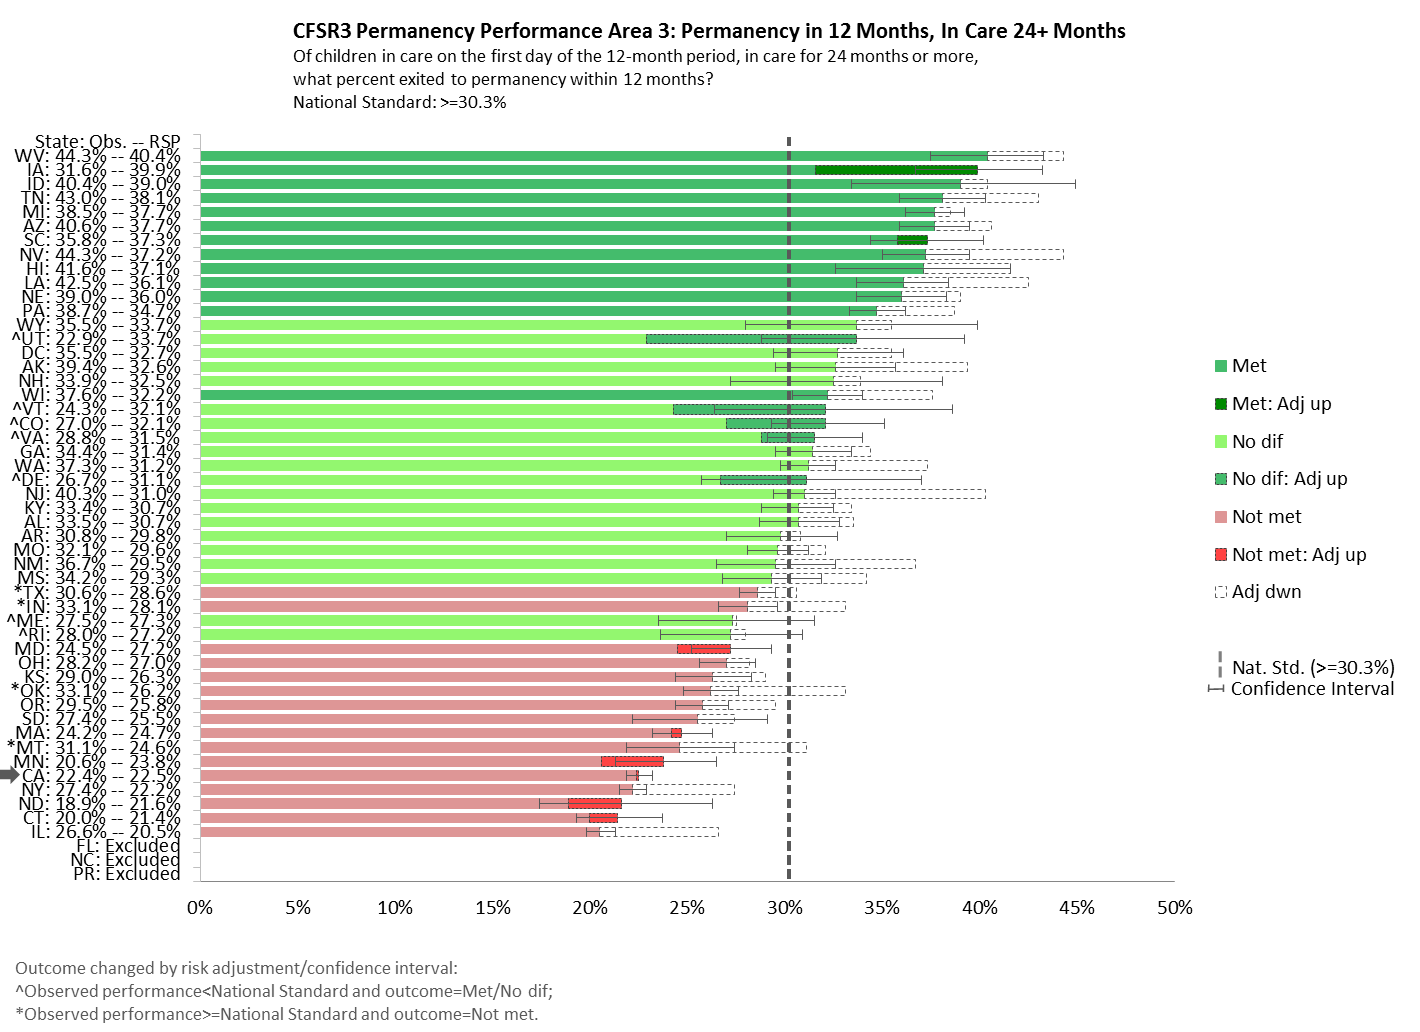 CFSR3 Permanency Performance Area 3: Permanency in 12 Months, In Care 24+ Months
Of children in care on the first day of the 12-month period, in care for 24 months or more,
what percent exited to permanency within 12 months?
National Standard: >=30.3%
State: Obs. -- RSP
WV: 44.3% -- 40.4%
IA: 31.6% -- 39.9%
ID: 40.4% -- 39.0%
TN: 43.0% -- 38.1%
MI: 38.5% -- 37.7%
AZ: 40.6% -- 37.7%
SC: 35.8% -- 37.3%
NV: 44.3% -- 37.2%
HI: 41.6% -- 37.1%
LA: 42.5% -- 36.1%
NE: 39.0% -- 36.0%
PA: 38.7% -- 34.7%
WY: 35.5% -- 33.7%
^UT: 22.9% -- 33.7%
DC: 35.5% -- 32.7%
AK: 39.4% -- 32.6%
NH: 33.9% -- 32.5%
WI: 37.6% -- 32.2%
^VT: 24.3% -- 32.1%
^CO: 27.0% -- 32.1%
^VA: 28.8% -- 31.5%
GA: 34.4% -- 31.4%
WA: 37.3% -- 31.2%
^DE: 26.7% -- 31.1%
NJ: 40.3% -- 31.0%
KY: 33.4% -- 30.7%
AL: 33.5% -- 30.7%
AR: 30.8% -- 29.8%
MO: 32.1% -- 29.6%
NM: 36.7% -- 29.5%
MS: 34.2% -- 29.3%
*TX: 30.6% -- 28.6%
*IN: 33.1% -- 28.1%
^ME: 27.5% -- 27.3%
^RI: 28.0% -- 27.2%
MD: 24.5% -- 27.2%
OH: 28.2% -- 27.0%
KS: 29.0% -- 26.3%
*OK: 33.1% -- 26.2%
OR: 29.5% -- 25.8%
SD: 27.4% -- 25.5%
MA: 24.2% -- 24.7%
*MT: 31.1% -- 24.6%
MN: 20.6% -- 23.8%
CA: 22.4% -- 22.5%
NY: 27.4% -- 22.2%
ND: 18.9% -- 21.6%
CT: 20.0% -- 21.4%
IL: 26.6% -- 20.5%
FL: Excluded
NC: Excluded
PR: Excluded
0% 5% 10% 15% 20% 25% 30% 35% 40% 45% 50%
Met
Met: Adj up
No dif
No dif: Adj up
Not met
Not met: Adj up
Adj dwn
Nat. Std. (>=30.3%)
Confidence Interval
Outcome changed by risk adjustment/confidence interval:
^Observed performance<National Standard and outcome=Met/No dif;
*Observed performance>=National Standard and outcome=Not met.